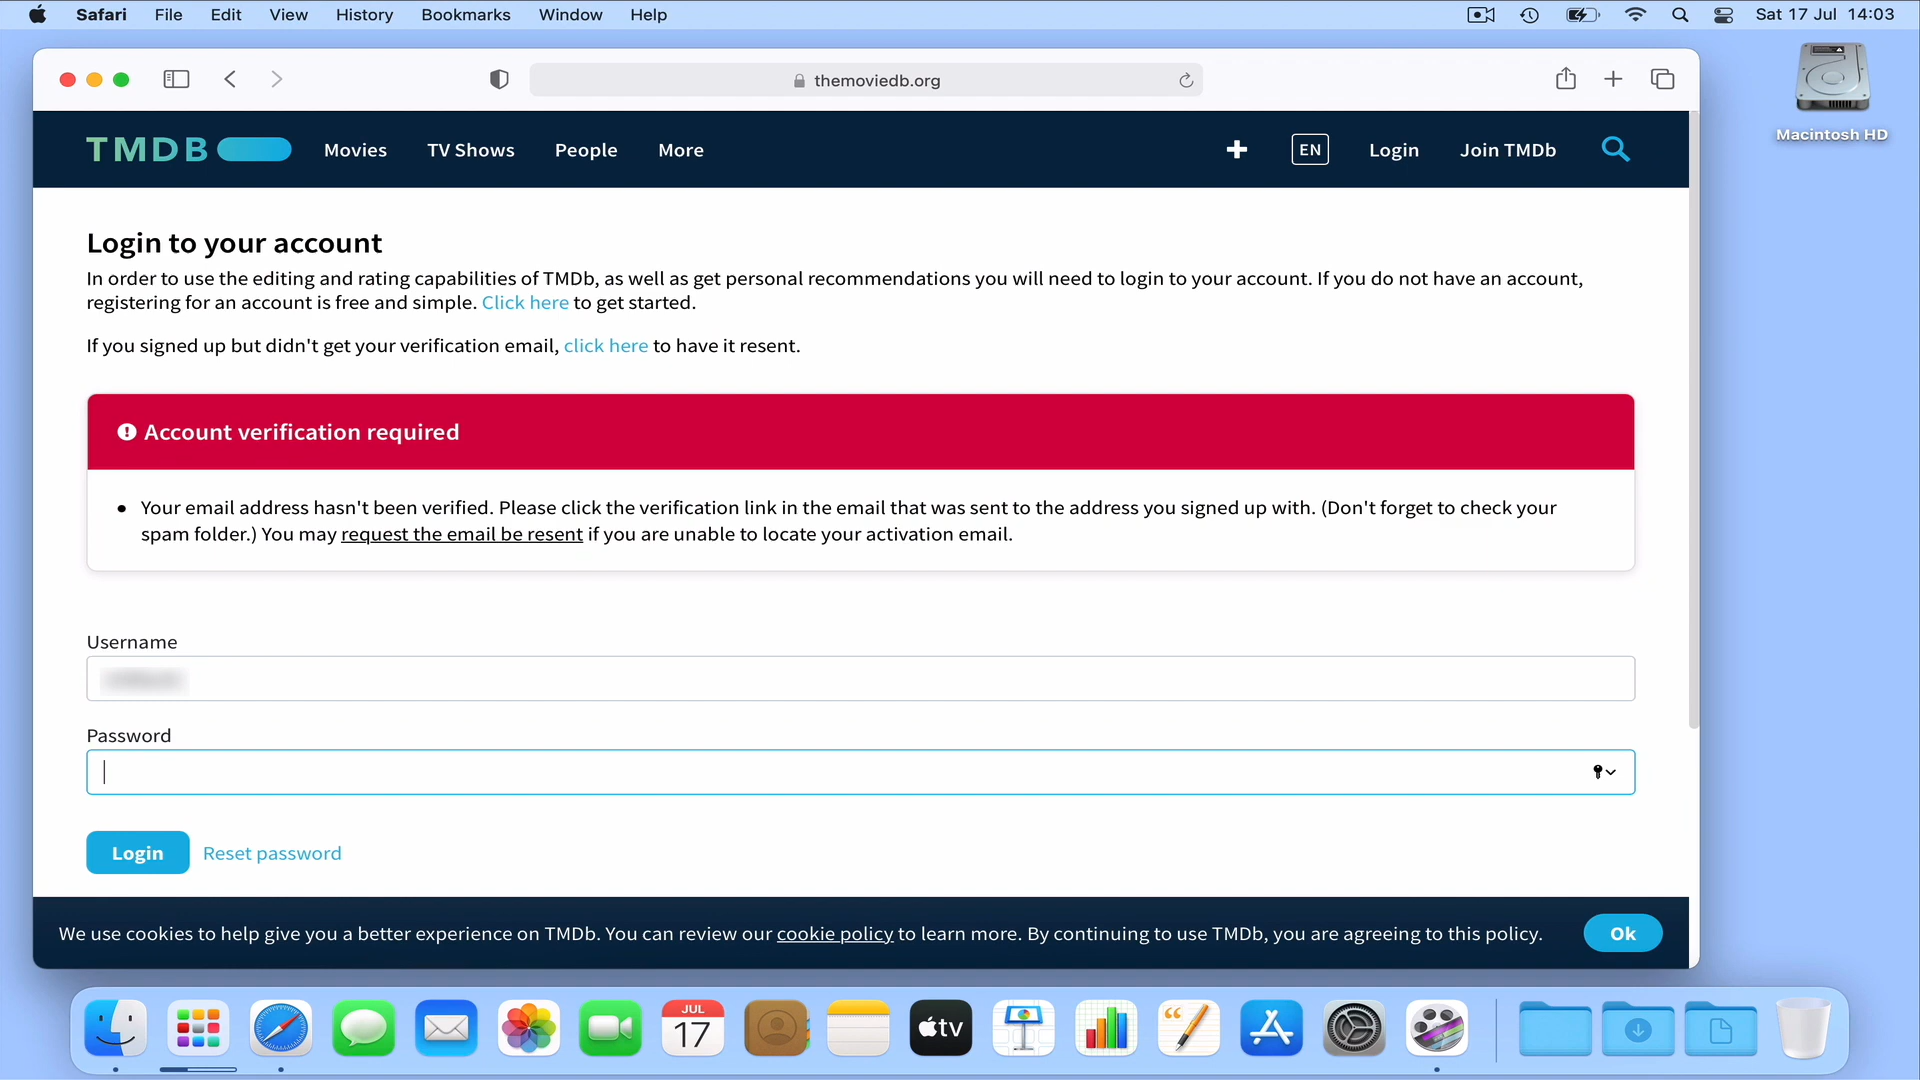 Safari File Edit View History Bookmarks Window Help Sat 17 Jul 14:03
themoviedb.org
Macintosh HD
TMDB Movies TV Shows People More EN Login Join TMDb
Login to your account
In order to use the editing and rating capabilities of TMDb, as well as get personal recommendations you will need to login to your account. If you do not have an account,
registering for an account is free and simple. Click here to get started.
If you signed up but didn't get your verification email, click here to have it resent.
Account verification required
Your email address hasn't been verified. Please click the verification link in the email that was sent to the address you signed up with. (Don't forget to check your
spam folder.) You may request the email be resent if you are unable to locate your activation email.
Username
Password
Login Reset password
We use cookies to help give you a better experience on TMDb. You can review our cookie policy to learn more. By continuing to use TMDb, you are agreeing to this policy. Ok
JUL
17
tv